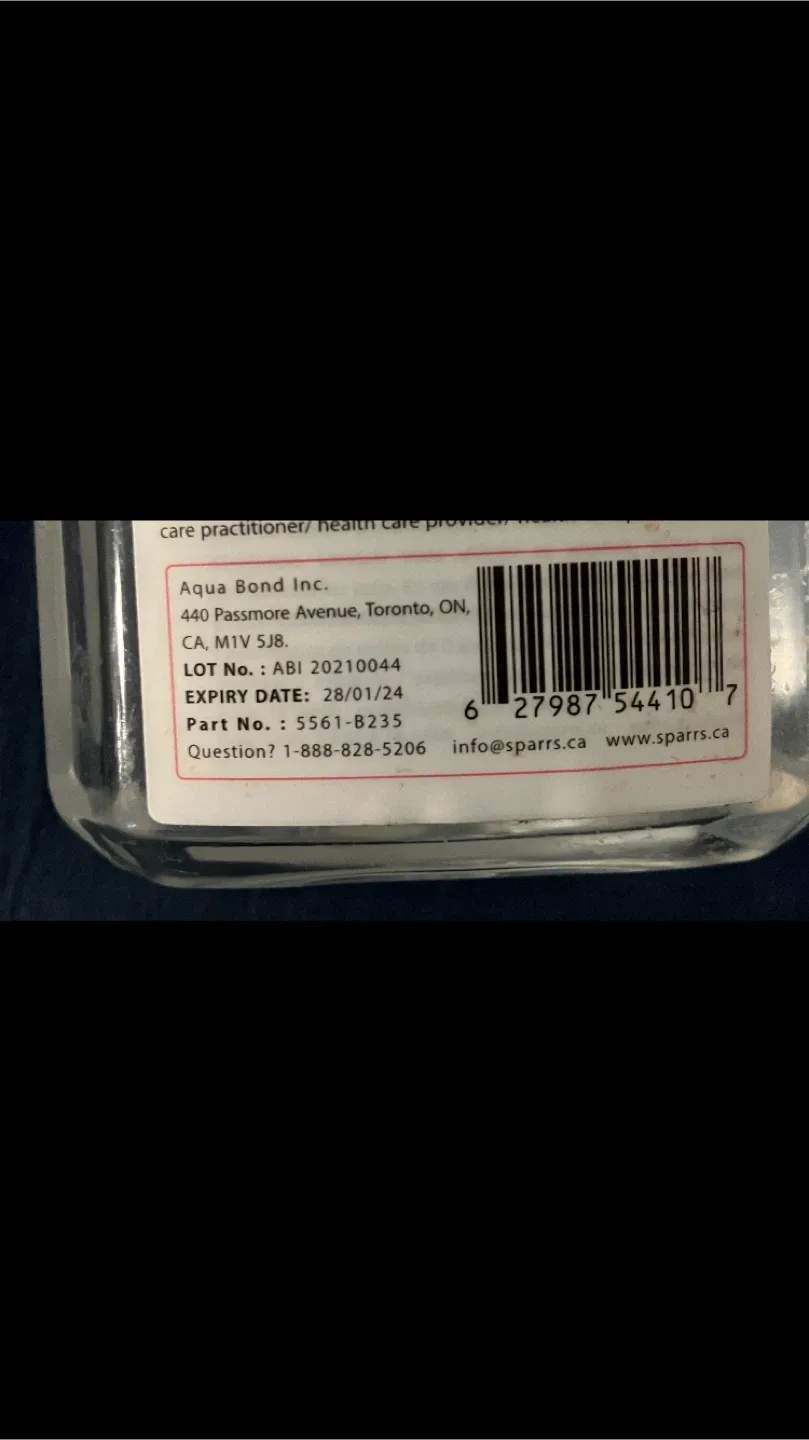 care practitioner/ health care provider/
Aqua Bond Inc.
440 Passmore Avenue, Toronto, ON,
CA, M1V 5J8.
LOT No. : ABI 20210044
EXPIRY DATE: 28/01/24
Part No. : 5561-B235
Question? 1-888-828-5206 info@sparrs.ca www.sparrs.ca
6 27987 54410 7